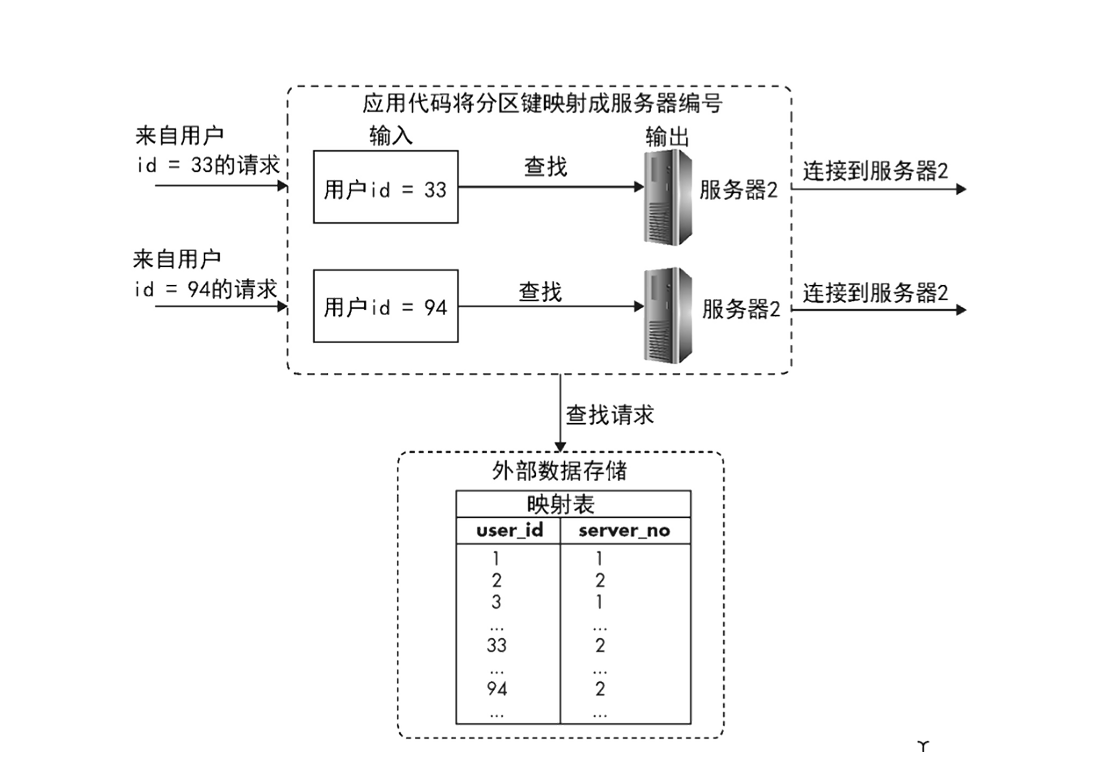 应用代码将分区键映射成服务器编号
来自用户
id = 33的请求
输入
输出
用户id = 33
查找
服务器2
连接到服务器2
来自用户
id = 94的请求
用户id = 94
查找
服务器2
连接到服务器2
查找请求
外部数据存储
映射表
user_id server_no
1 1
2 2
3 1
... ...
33 2
... ...
94 2
... ...